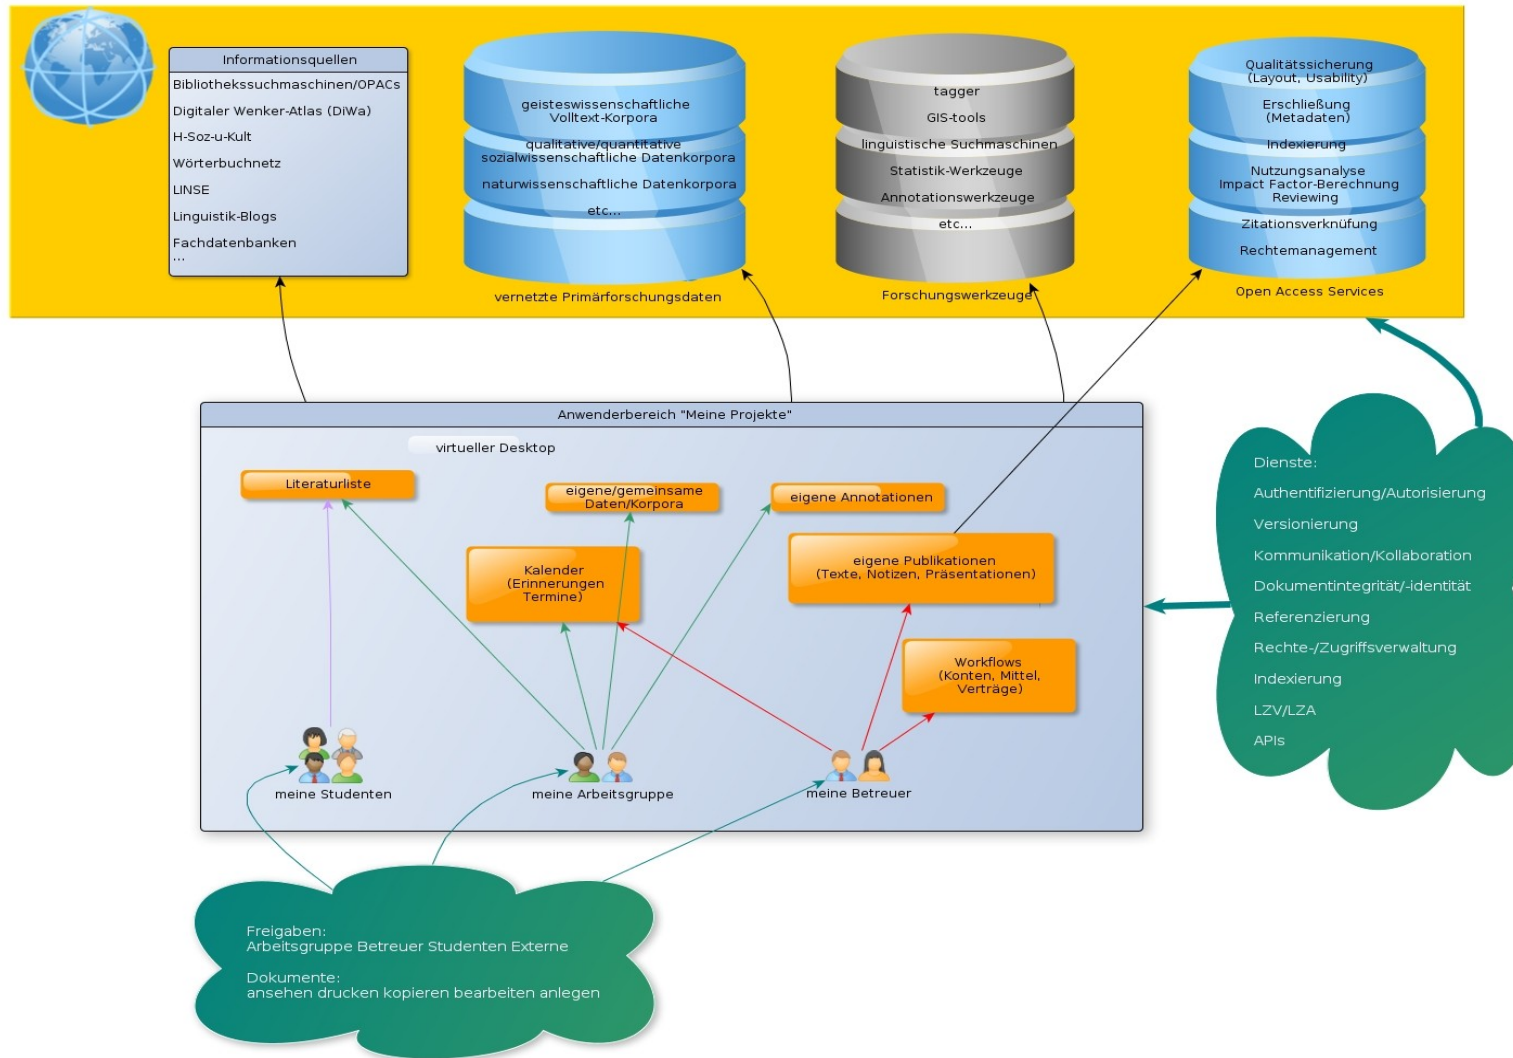 Informationsquellen
Bibliothekssuchmaschinen/OPACs
Digitaler Wenker-Atlas (DiWa)
H-Soz-u-Kult
Wörterbuchnetz
LINSE
Linguistik-Blogs
Fachdatenbanken
...
geisteswissenschaftliche
Volltext-Korpora
qualitative/quantitative
sozialwissenschaftliche Datenkorpora
naturwissenschaftliche Datenkorpora
etc...
vernetzte Primärforschungsdaten
tagger
GIS-tools
linguistische Suchmaschinen
Statistik-Werkzeuge
Annotationswerkzeuge
etc...
Forschungswerkzeuge
Qualitätssicherung
(Layout, Usability)
Erschließung
(Metadaten)
Indexierung
Nutzungsanalyse
Impact Factor-Berechnung
Reviewing
Zitationsverknüfung
Rechtemanagement
Open Access Services
Anwenderbereich "Meine Projekte"
virtueller Desktop
Literaturliste
eigene/gemeinsame
Daten/Korpora
eigene Annotationen
Kalender
(Erinnerungen
Termine)
eigene Publikationen
(Texte, Notizen, Präsentationen)
Workflows
(Konten, Mittel,
Verträge)
meine Studenten
meine Arbeitsgruppe
meine Betreuer
Dienste:
Authentifizierung/Autorisierung
Versionierung
Kommunikation/Kollaboration
Dokumentintegrität/-identität
Referenzierung
Rechte-/Zugriffsverwaltung
Indexierung
LZV/LZA
APIs
Freigaben:
Arbeitsgruppe Betreuer Studenten Externe
Dokumente:
ansehen drucken kopieren bearbeiten anlegen